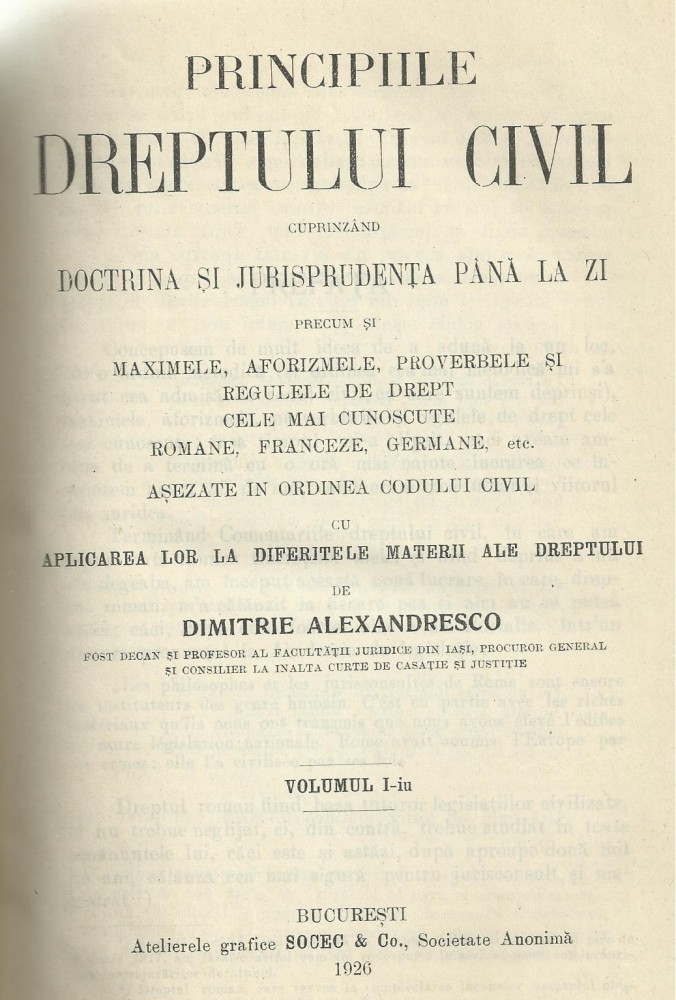 PRINCIPIILE
DREPTULUI CIVIL
CUPRINZÂND
DOCTRINA ȘI JURISPRUDENȚA PÂNĂ LA ZI
PRECUM ȘI
MAXIMELE, AFORIZMELE, PROVERBELE ȘI
REGULELE DE DREPT
CELE MAI CUNOSCUTE
ROMANE, FRANCEZE, GERMANE, etc.
AȘEZATE IN ORDINEA CODULUI CIVIL
CU
APLICAREA LOR LA DIFERITELE MATERII ALE DREPTULUI
DE
DIMITRIE ALEXANDRESCO
FOST DECAN ȘI PROFESOR AL FACULTĂȚII JURIDICE DIN IAȘI, PROCUROR GENERAL
ȘI CONSILIER LA INALTA CURTE DE CASAȚIE ȘI JUSTIȚIE
VOLUMUL I-iu
BUCUREȘTI
Atelierele grafice SOCEC & Co., Societate Anonimă
1926